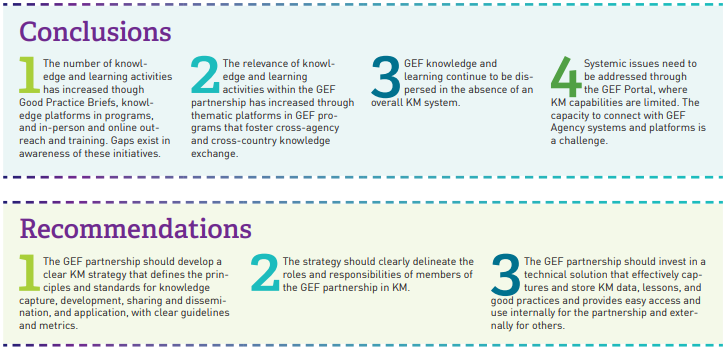 Conclusions
1 The number of knowl-
edge and learning activities
has increased though
Good Practice Briefs, knowl-
edge platforms in programs,
and in-person and online out-
reach and training. Gaps exist in
awareness of these initiatives.
2 The relevance of knowl-
edge and learning
activities within the GEF
partnership has increased through
thematic platforms in GEF pro-
grams that foster cross-agency
and cross-country knowledge
exchange.
3 GEF knowledge and
learning continue to be dis-
persed in the absence of an
overall KM system.
4 Systemic issues need to
be addressed through
the GEF Portal, where
KM capabilities are limited. The
capacity to connect with GEF
Agency systems and platforms is
a challenge.
Recommendations
1 The GEF partnership should develop a
clear KM strategy that defines the prin-
ciples and standards for knowledge
capture, development, sharing and dissemi-
nation, and application, with clear guidelines
and metrics.
2 The strategy should clearly delineate the
roles and responsibilities of members of
the GEF partnership in KM.
3 The GEF partnership should invest in a
technical solution that effectively cap-
tures and store KM data, lessons, and
good practices and provides easy access and
use internally for the partnership and exter-
nally for others.